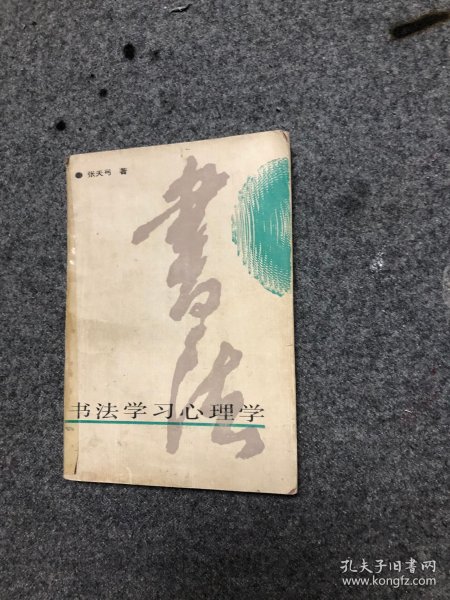 张天弓 著
書法
书法学习心理学
孔夫子旧书网
www.kongfz.com